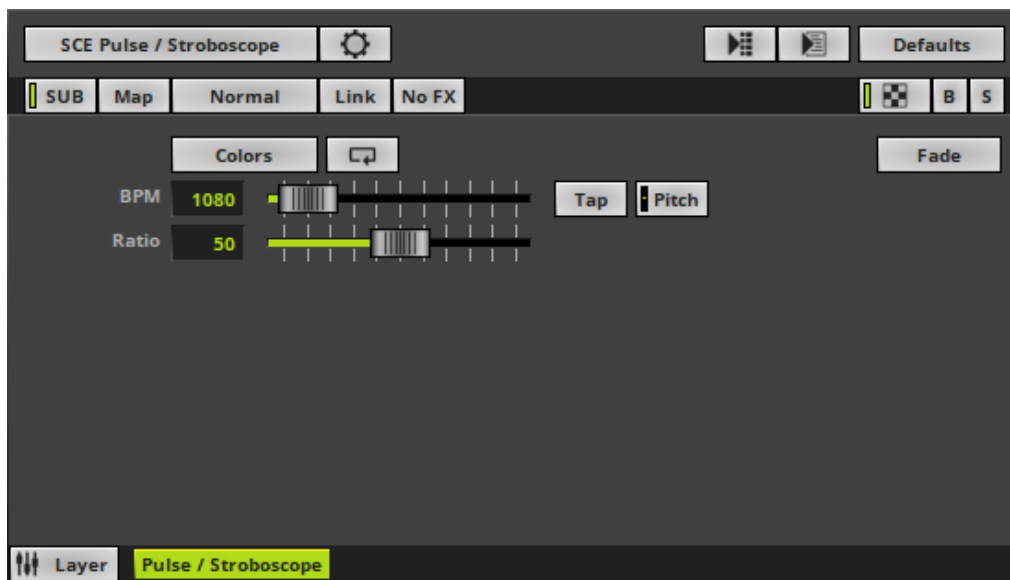 SCE Pulse / Stroboscope Defaults
SUB Map Normal Link No FX B S
Colors Fade
BPM 1080 Tap Pitch
Ratio 50
Layer Pulse / Stroboscope